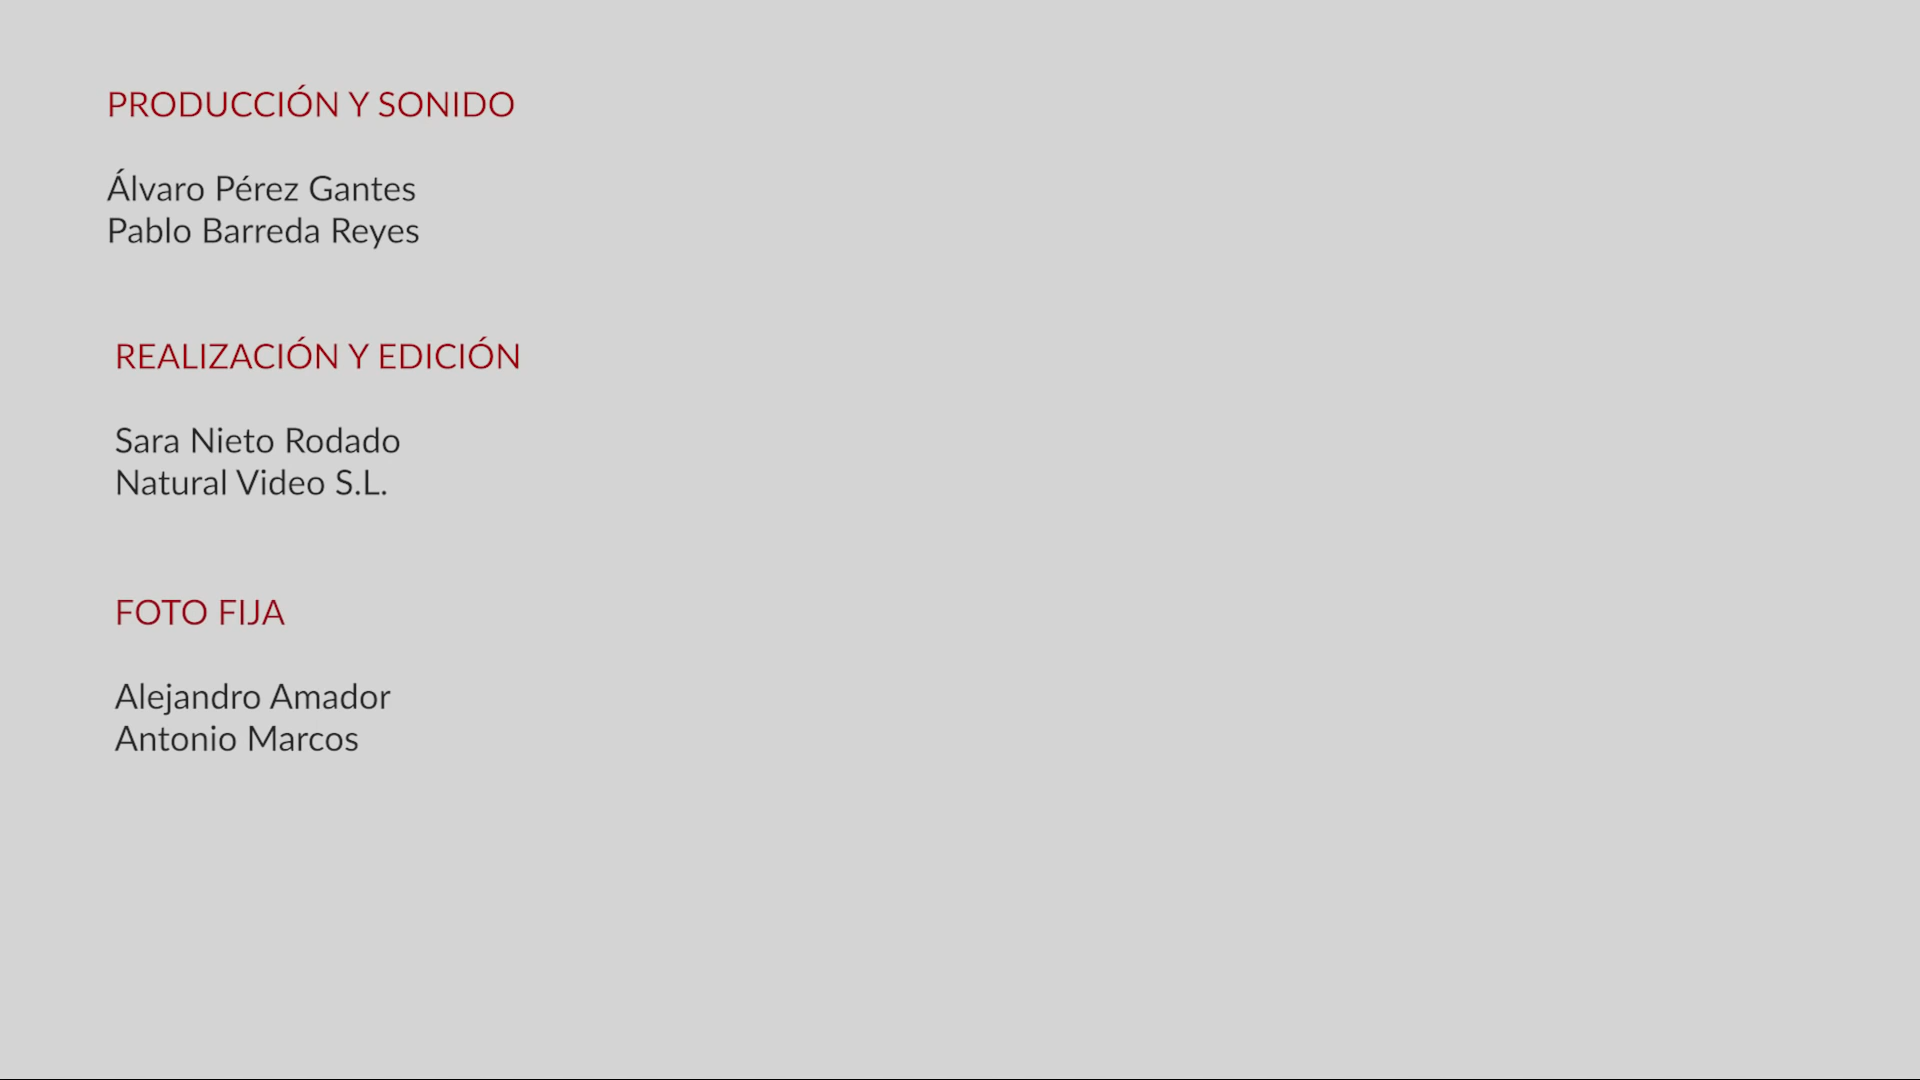 PRODUCCIÓN Y SONIDO
Álvaro Pérez Gantes
Pablo Barreda Reyes
REALIZACIÓN Y EDICIÓN
Sara Nieto Rodado
Natural Video S.L.
FOTO FIJA
Alejandro Amador
Antonio Marcos